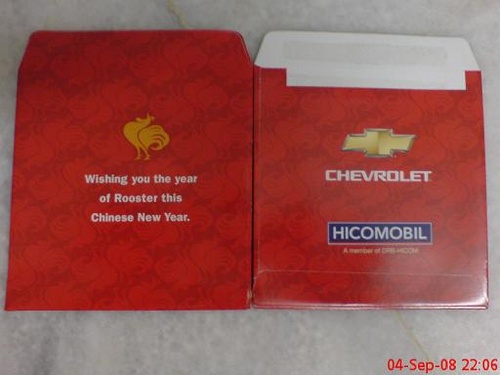 Wishing you the year
of Rooster this
Chinese New Year.
CHEVROLET
HICOMOBIL
A member of DRB-HICOM
04-Sep-08 22:06